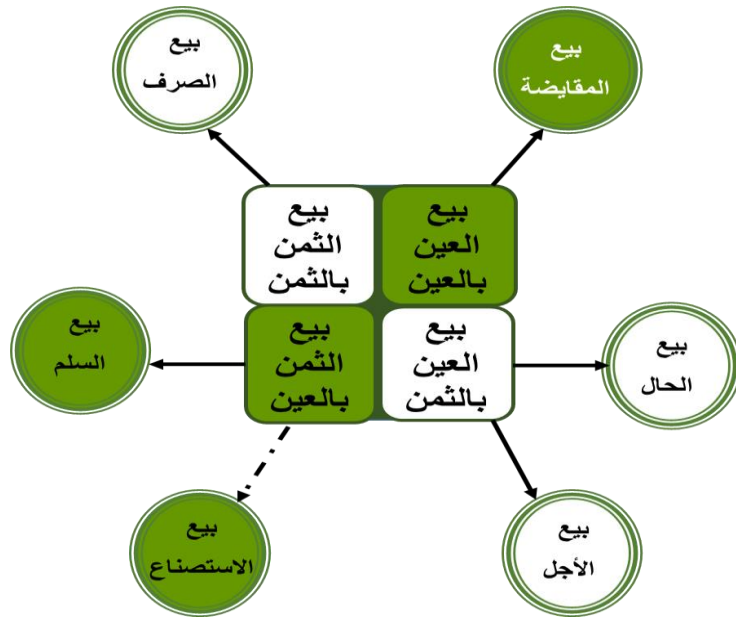 بيع
المقايضة
بيع
الصرف
بيع
العين
بالعين
بيع
الثمن
بالثمن
بيع
العين
بالثمن
بيع
الثمن
بالعين
بيع
الحال
بيع
السلم
بيع
الأجل
بيع
الاستصناع